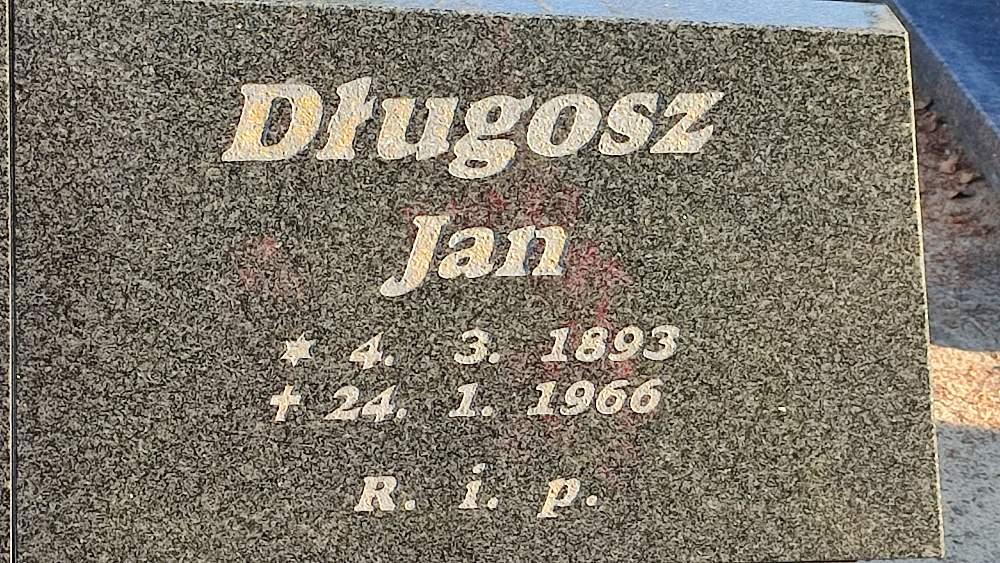 Długosz
Jan
✶ 4. 3. 1893
✝ 24. 1. 1966
R. i. p.